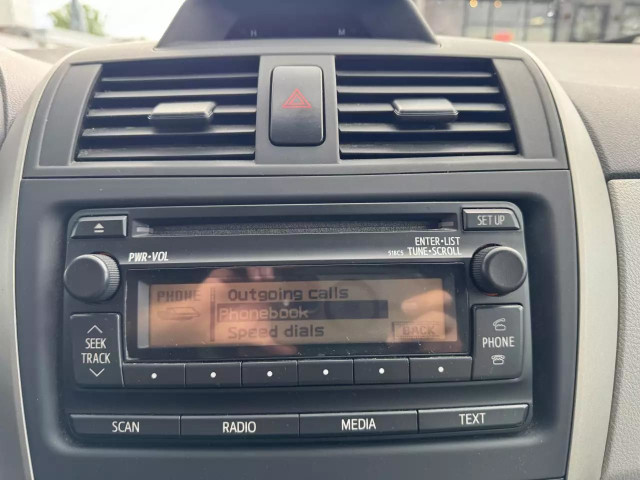 H M
SET UP
PWR•VOL
ENTER•LIST
TUNE•SCROLL
PHONE
Outgoing calls
Phonebook
Speed dials
BACK
SEEK
TRACK
PHONE
SCAN
RADIO
MEDIA
TEXT